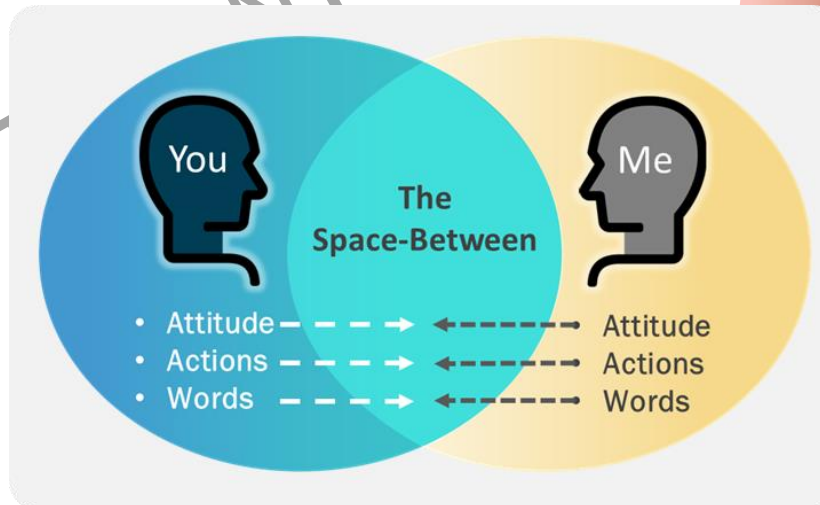 You
Me
The
Space-Between
• Attitude
• Actions
• Words
Attitude
Actions
Words